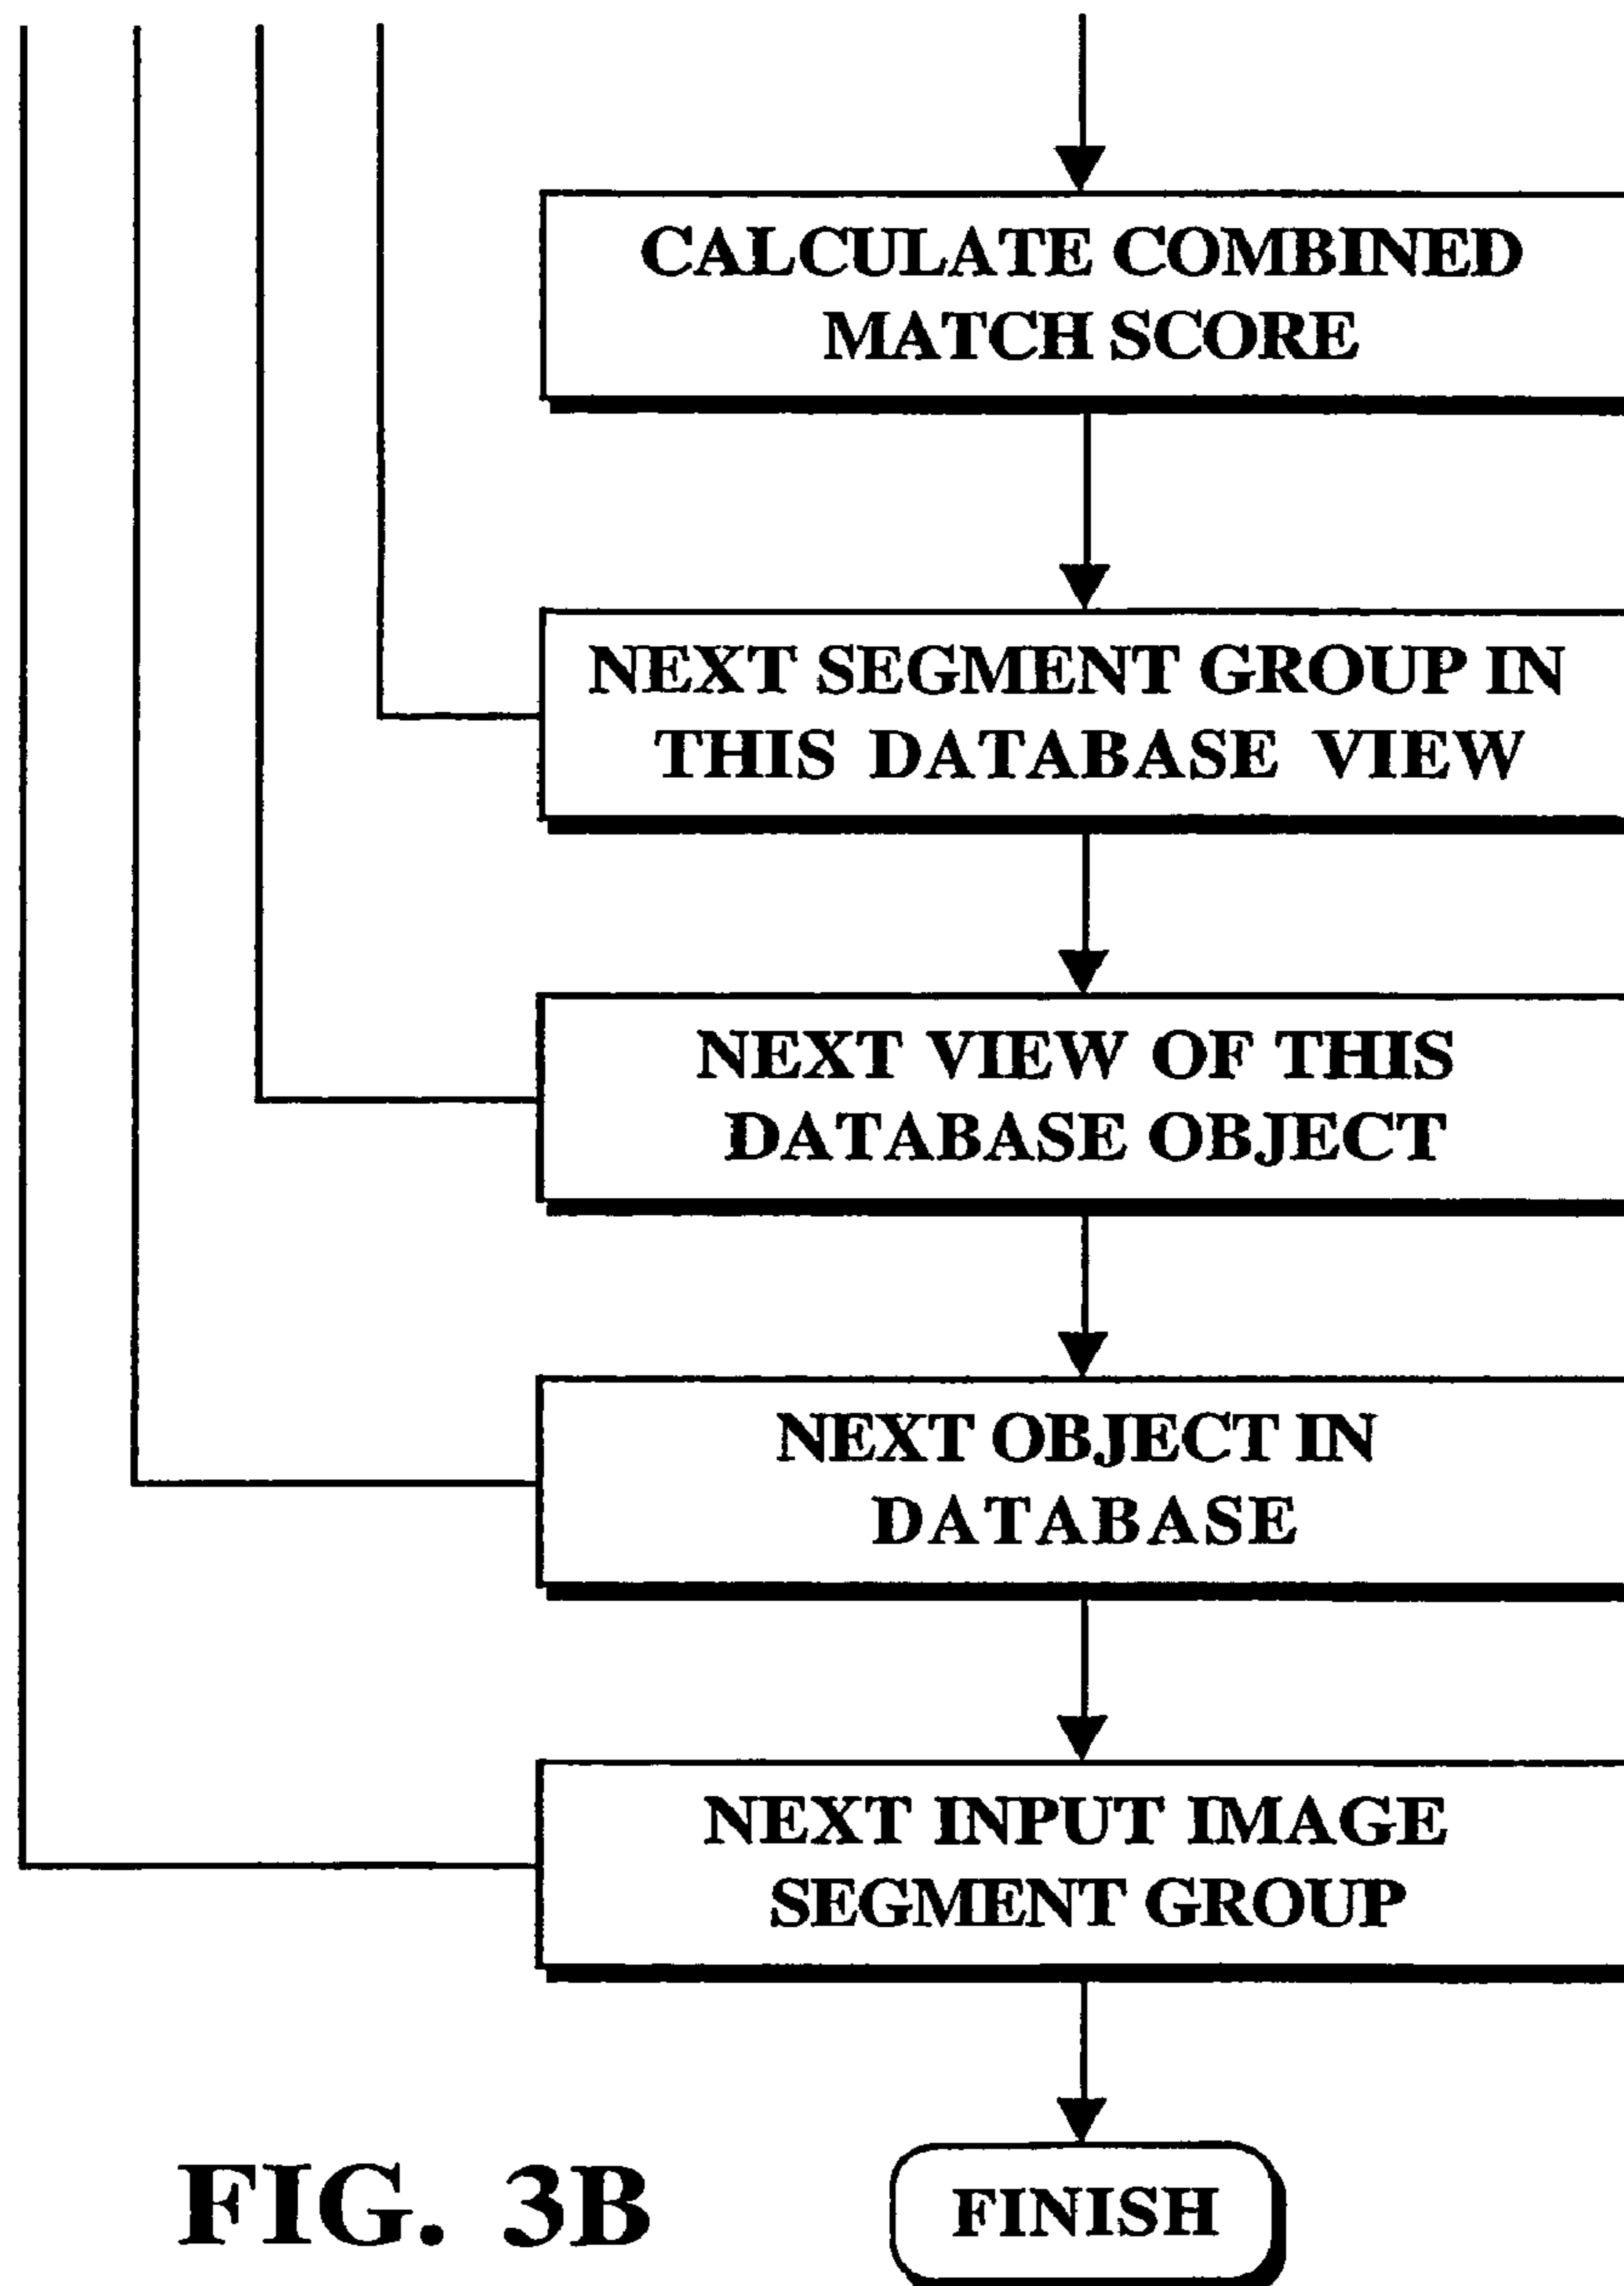 CALCULATE COMBINED
MATCH SCORE
NEXT SEGMENT GROUP IN
THIS DATABASE VIEW
NEXT VIEW OF THIS
DATABASE OBJECT
NEXT OBJECT IN
DATABASE
NEXT INPUT IMAGE
SEGMENT GROUP
FINISH
FIG. 3B